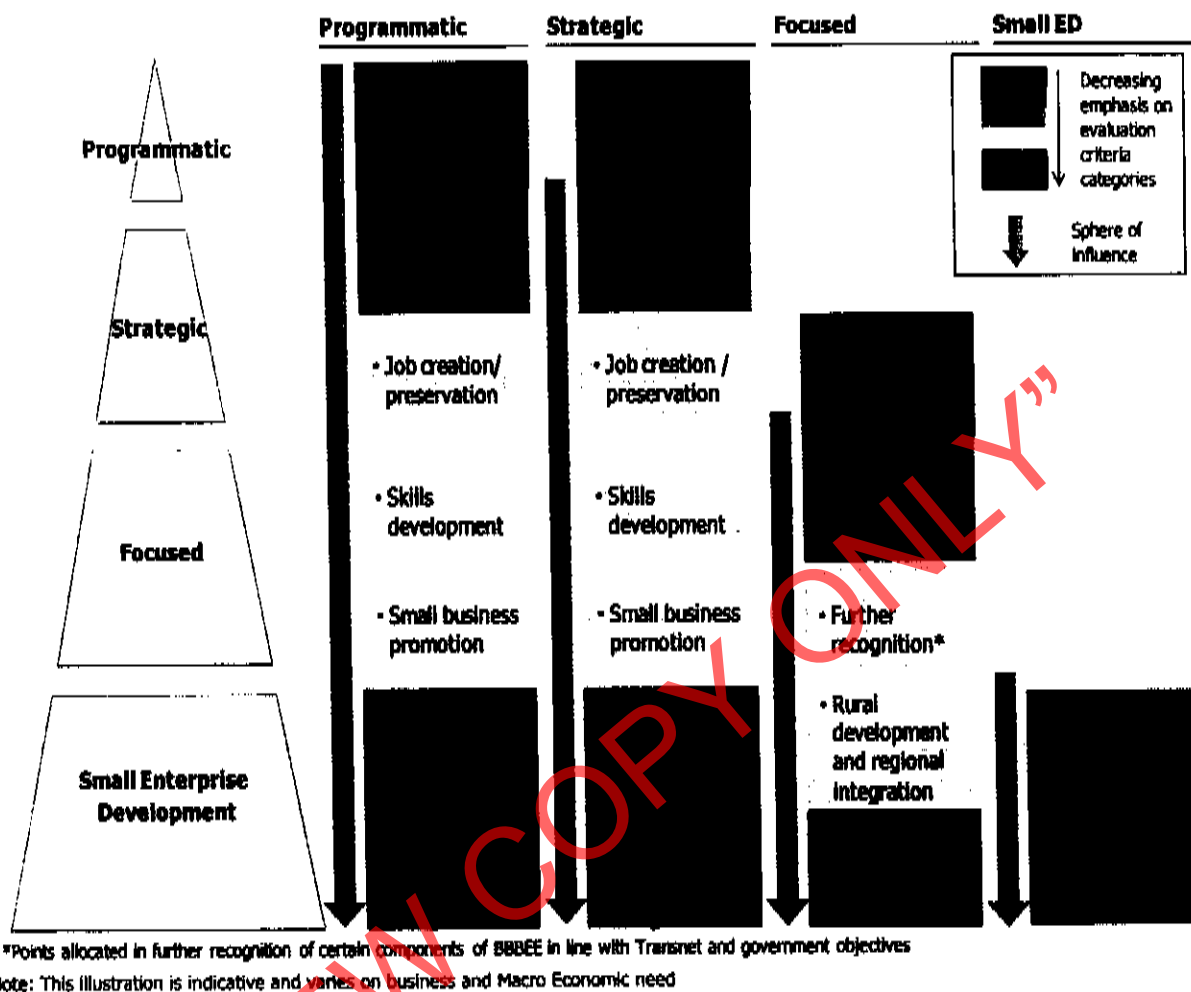 Programmatic
Strategic
Focused
Small ED
Decreasing
emphasis on
evaluation
criteria
categories
Sphere of
influence
Programmatic
Strategic
Focused
Small Enterprise
Development
• Job creation/
preservation
• Skills
development
• Small business
promotion
• Job creation /
preservation
• Skills
development
• Small business
promotion
• Further
recognition*
• Rural
development
and regional
integration
*Points allocated in further recognition of certain components of BBBEE in line with Transnet and government objectives
ote: This illustration is indicative and varies on business and Macro Economic need
W COPY ONLY”